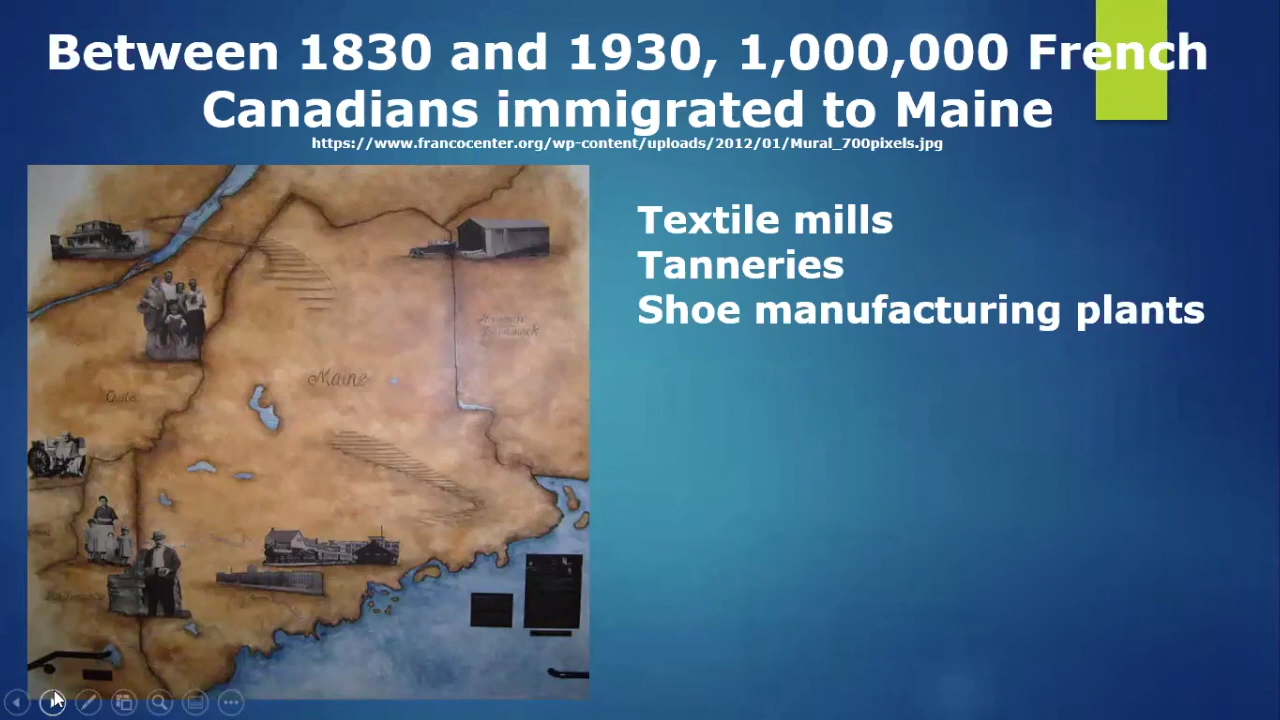 Between 1830 and 1930, 1,000,000 French
Canadians immigrated to Maine
https://www.francocenter.org/wp-content/uploads/2012/01/Mural_700pixels.jpg
Textile mills
Tanneries
Shoe manufacturing plants
Maine